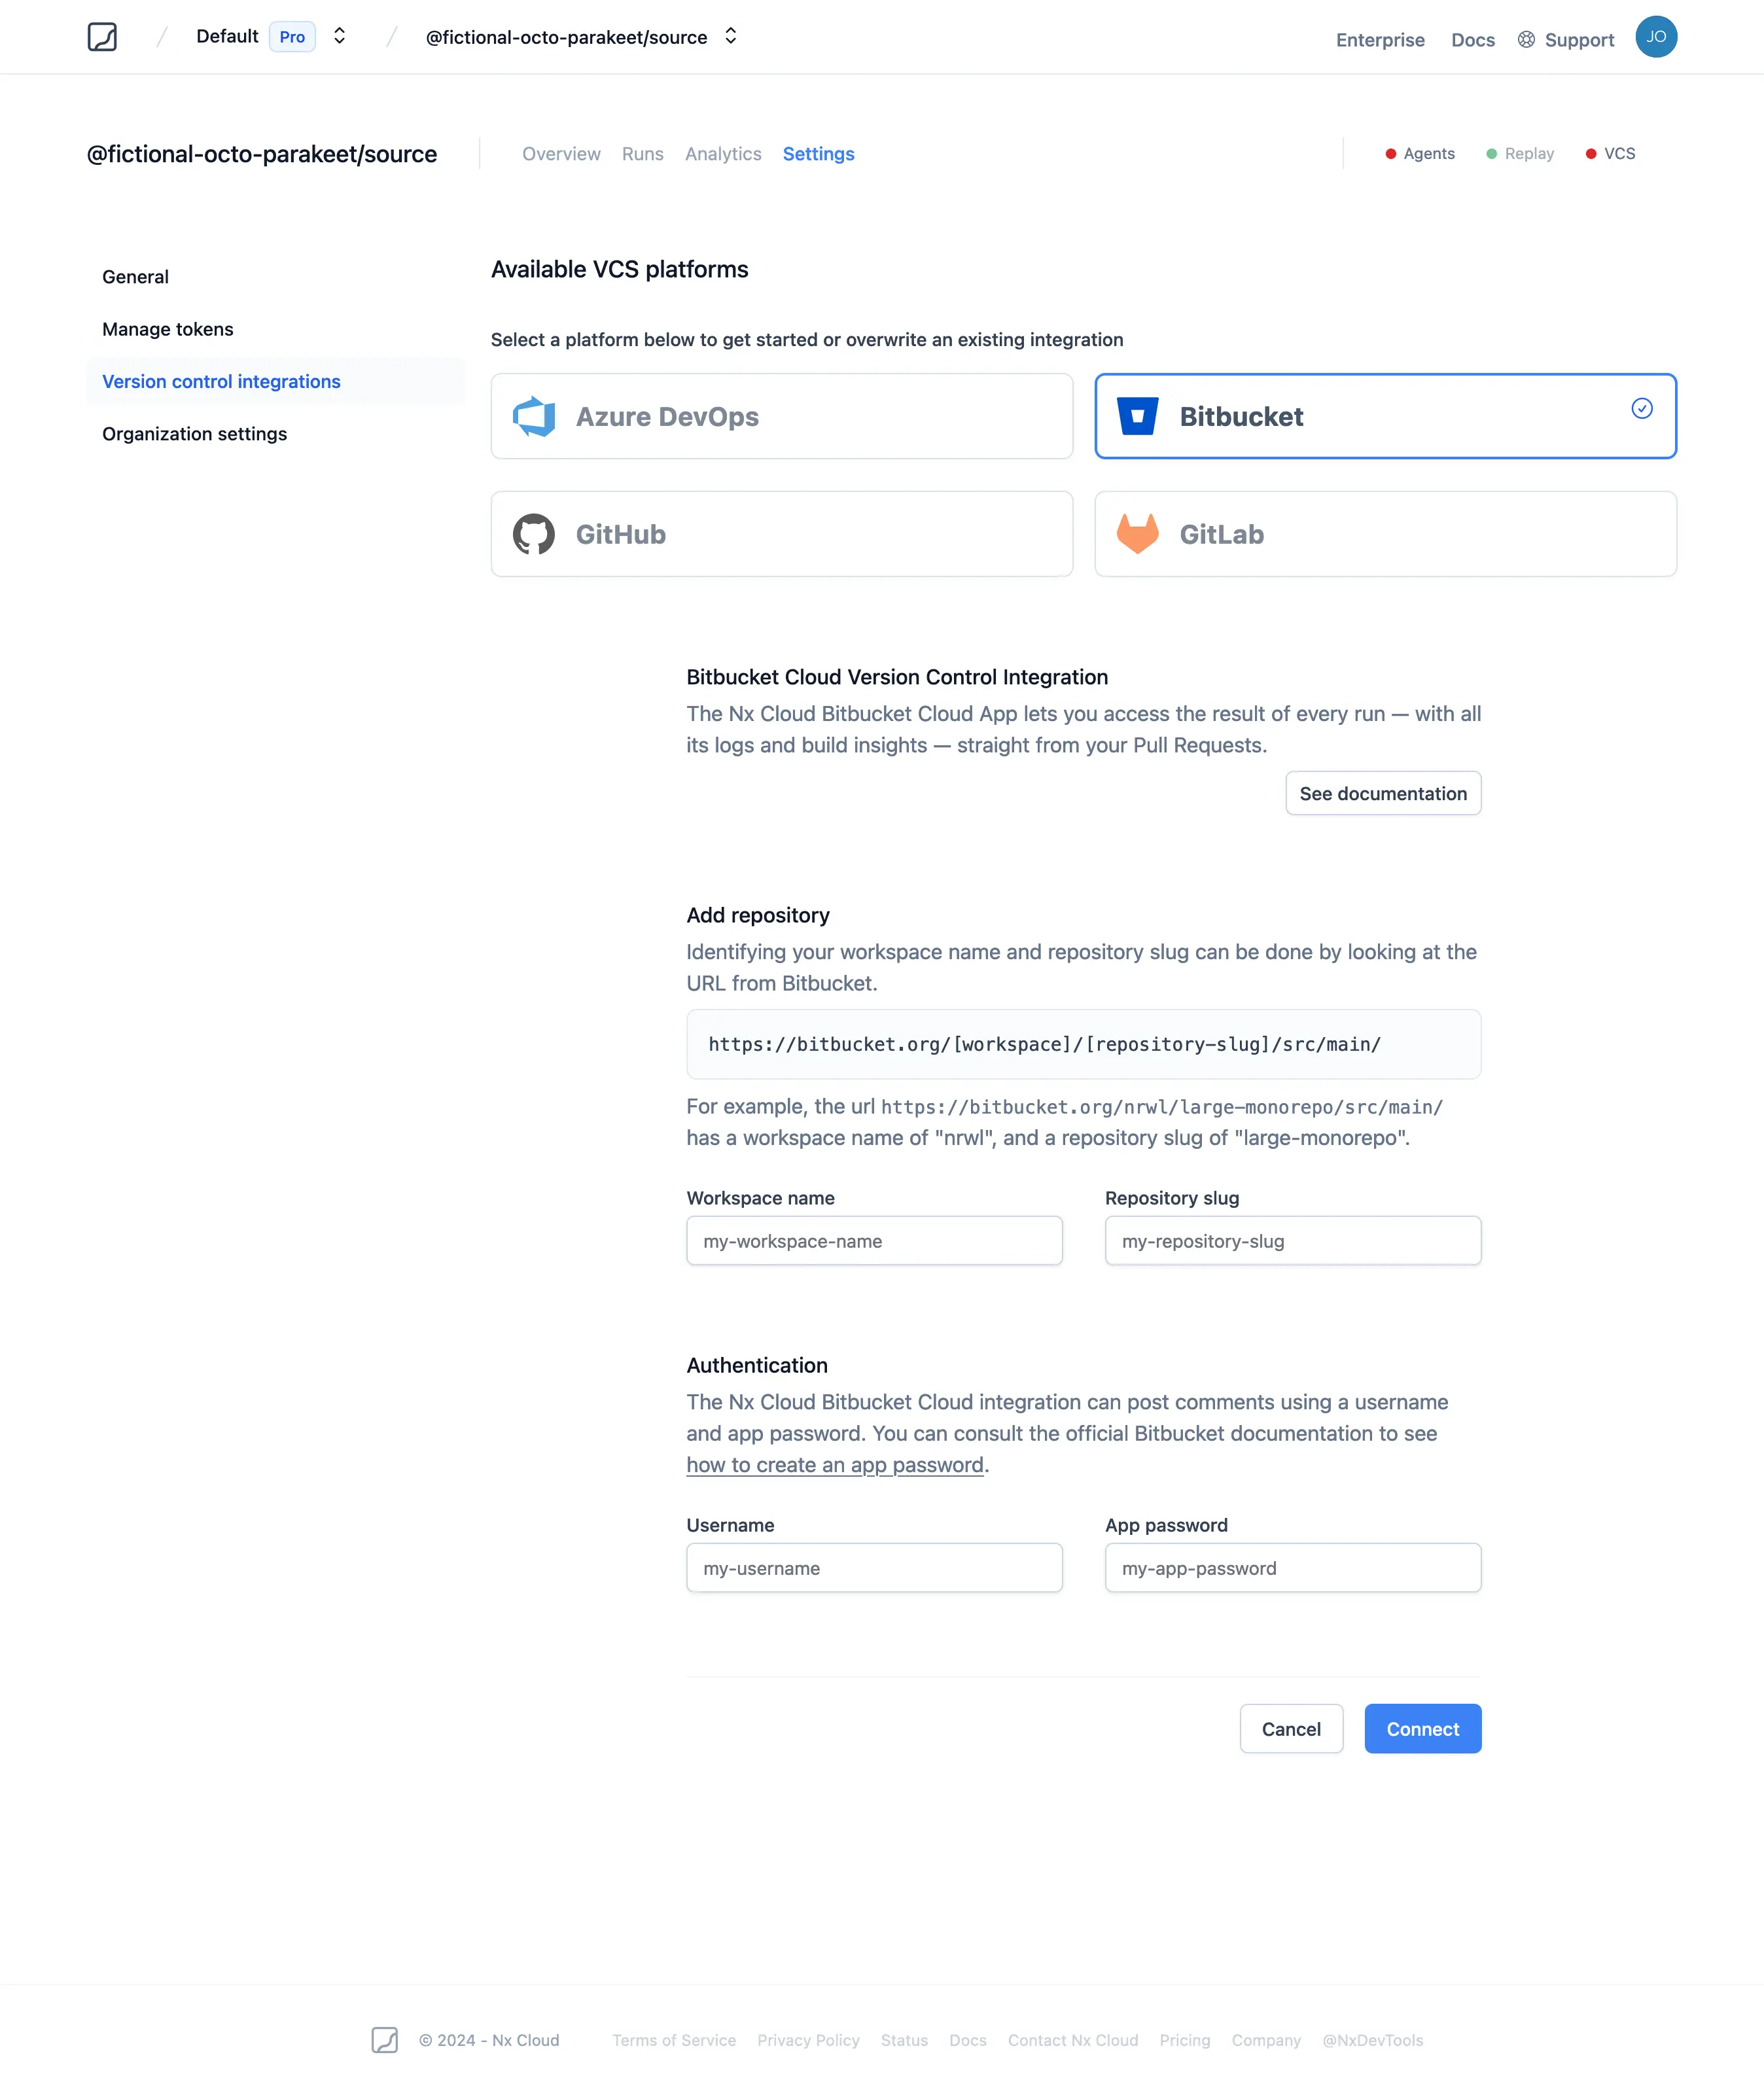 Default Pro @fictional-octo-parakeet/source Enterprise Docs Support JO
@fictional-octo-parakeet/source Overview Runs Analytics Settings Agents Replay VCS
General
Manage tokens
Version control integrations
Organization settings
Available VCS platforms
Select a platform below to get started or overwrite an existing integration
Azure DevOps Bitbucket
GitHub GitLab
Bitbucket Cloud Version Control Integration
The Nx Cloud Bitbucket Cloud App lets you access the result of every run — with all
its logs and build insights — straight from your Pull Requests.
See documentation
Add repository
Identifying your workspace name and repository slug can be done by looking at the
URL from Bitbucket.
https://bitbucket.org/[workspace]/[repository-slug]/src/main/
For example, the url https://bitbucket.org/nrwl/large-monorepo/src/main/
has a workspace name of "nrwl", and a repository slug of "large-monorepo".
Workspace name Repository slug
my-workspace-name my-repository-slug
Authentication
The Nx Cloud Bitbucket Cloud integration can post comments using a username
and app password. You can consult the official Bitbucket documentation to see
how to create an app password.
Username App password
my-username my-app-password
Cancel Connect
© 2024 - Nx Cloud Terms of Service Privacy Policy Status Docs Contact Nx Cloud Pricing Company @NxDevTools